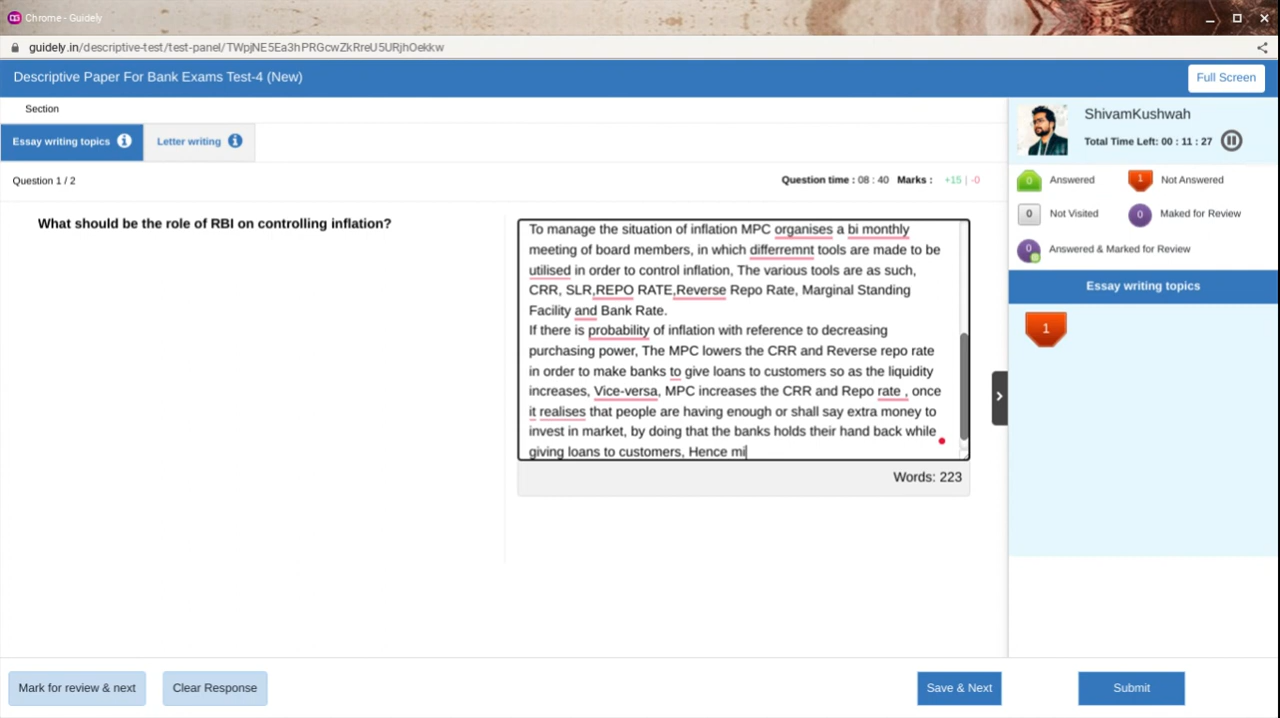 Chrome - Guidely
guidely.in/descriptive-test/test-panel/TWpjNE5Ea3hPRGcwZkRreU5URjhOekkw
Descriptive Paper For Bank Exams Test-4 (New)
Full Screen
Section
Essay writing topics
Letter writing
Question 1 / 2
Question time : 08 : 40 Marks : +15 | -0
What should be the role of RBI on controlling inflation?
To manage the situation of inflation MPC organises a bi monthly
meeting of board members, in which differremnt tools are made to be
utilised in order to control inflation, The various tools are as such,
CRR, SLR,REPO RATE,Reverse Repo Rate, Marginal Standing
Facility and Bank Rate.
If there is probability of inflation with reference to decreasing
purchasing power, The MPC lowers the CRR and Reverse repo rate
in order to make banks to give loans to customers so as the liquidity
increases, Vice-versa, MPC increases the CRR and Repo rate , once
it realises that people are having enough or shall say extra money to
invest in market, by doing that the banks holds their hand back while
giving loans to customers, Hence mi
Words: 223
ShivamKushwah
Total Time Left: 00 : 11 : 27
0 Answered
1 Not Answered
0 Not Visited
0 Maked for Review
0 Answered & Marked for Review
Essay writing topics
1
Mark for review & next
Clear Response
Save & Next
Submit